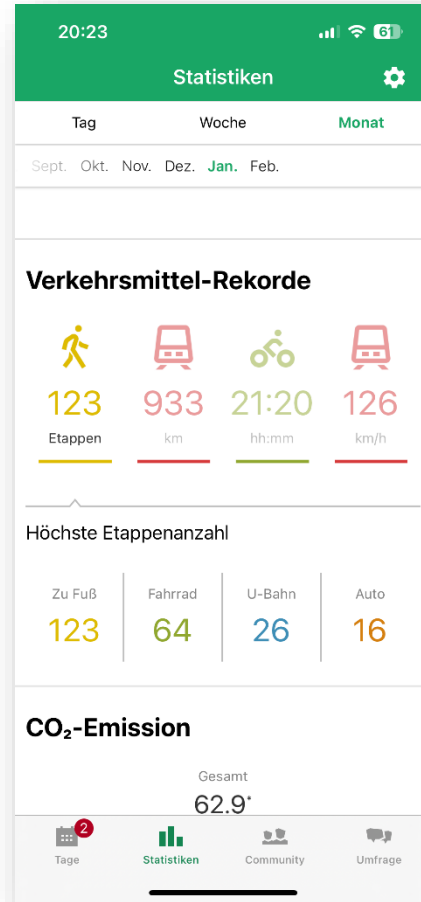 20:23
61
Statistiken
Tag Woche Monat
Sept. Okt. Nov. Dez. Jan. Feb.
Verkehrsmittel-Rekorde
123 933 21:20 126
Etappen km hh:mm km/h
Höchste Etappenanzahl
Zu Fuß Fahrrad U-Bahn Auto
123 64 26 16
CO₂-Emission
Gesamt
62.9*
2
Tage Statistiken Community Umfrage